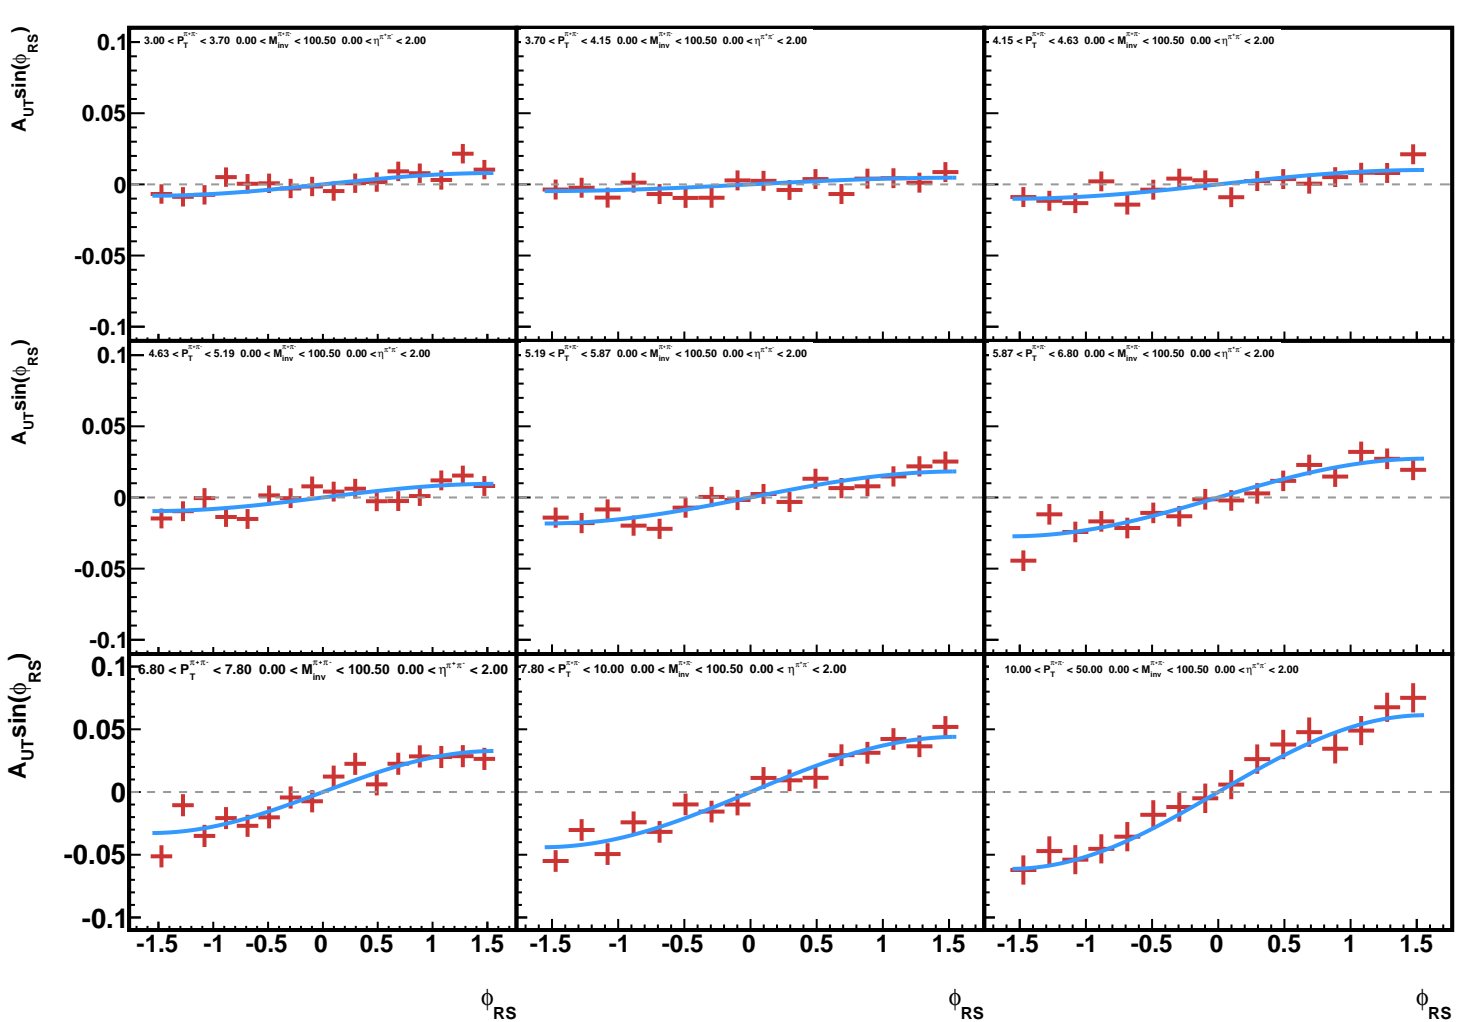 A_UT sin(ϕ_RS)
3.00 < P_T^π+π- < 3.70 0.00 < M_inv^π+π- < 100.50 0.00 < η^π+π- < 2.00
3.70 < P_T^π+π- < 4.15 0.00 < M_inv^π+π- < 100.50 0.00 < η^π+π- < 2.00
4.15 < P_T^π+π- < 4.63 0.00 < M_inv^π+π- < 100.50 0.00 < η^π+π- < 2.00
0.1
0.05
0
-0.05
-0.1
A_UT sin(ϕ_RS)
4.63 < P_T^π+π- < 5.19 0.00 < M_inv^π+π- < 100.50 0.00 < η^π+π- < 2.00
5.19 < P_T^π+π- < 5.87 0.00 < M_inv^π+π- < 100.50 0.00 < η^π+π- < 2.00
5.87 < P_T^π+π- < 6.80 0.00 < M_inv^π+π- < 100.50 0.00 < η^π+π- < 2.00
0.1
0.05
0
-0.05
-0.1
A_UT sin(ϕ_RS)
6.80 < P_T^π+π- < 7.80 0.00 < M_inv^π+π- < 100.50 0.00 < η^π+π- < 2.00
7.80 < P_T^π+π- < 10.00 0.00 < M_inv^π+π- < 100.50 0.00 < η^π+π- < 2.00
10.00 < P_T^π+π- < 50.00 0.00 < M_inv^π+π- < 100.50 0.00 < η^π+π- < 2.00
0.1
0.05
0
-0.05
-0.1
-1.5 -1 -0.5 0 0.5 1 1.5
-1.5 -1 -0.5 0 0.5 1 1.5
-1.5 -1 -0.5 0 0.5 1 1.5
ϕ_RS
ϕ_RS
ϕ_RS